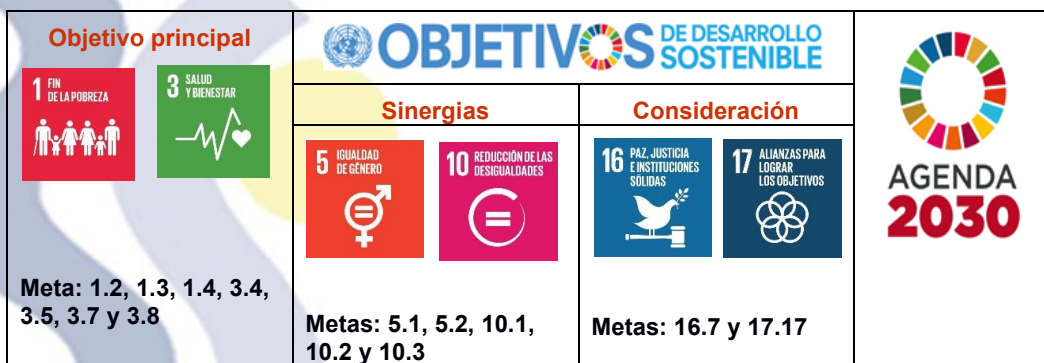 Objetivo principal
1 FIN
DE LA POBREZA
3 SALUD
Y BIENESTAR
Meta: 1.2, 1.3, 1.4, 3.4,
3.5, 3.7 y 3.8
OBJETIVOS DE DESARROLLO
SOSTENIBLE
Sinergias
5 IGUALDAD
DE GÉNERO
10 REDUCCIÓN DE LAS
DESIGUALDADES
Metas: 5.1, 5.2, 10.1,
10.2 y 10.3
Consideración
16 PAZ, JUSTICIA
E INSTITUCIONES
SÓLIDAS
17 ALIANZAS PARA
LOGRAR
LOS OBJETIVOS
Metas: 16.7 y 17.17
AGENDA
2030